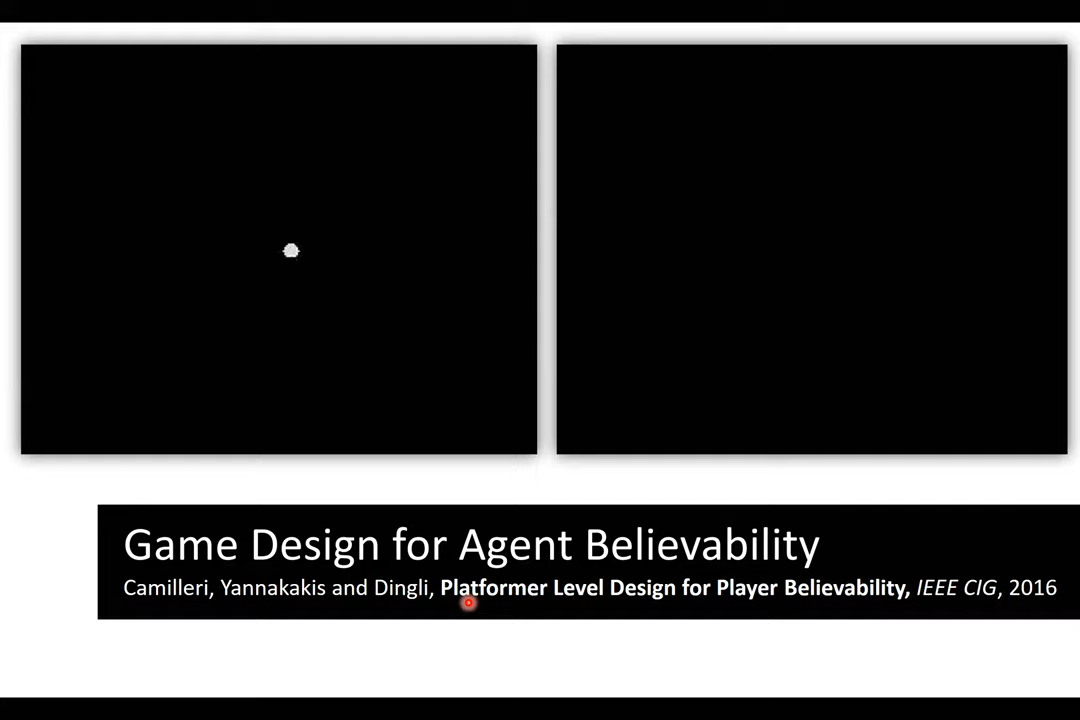 Game Design for Agent Believability
Camilleri, Yannakakis and Dingli, Platformer Level Design for Player Believability, IEEE CIG, 2016